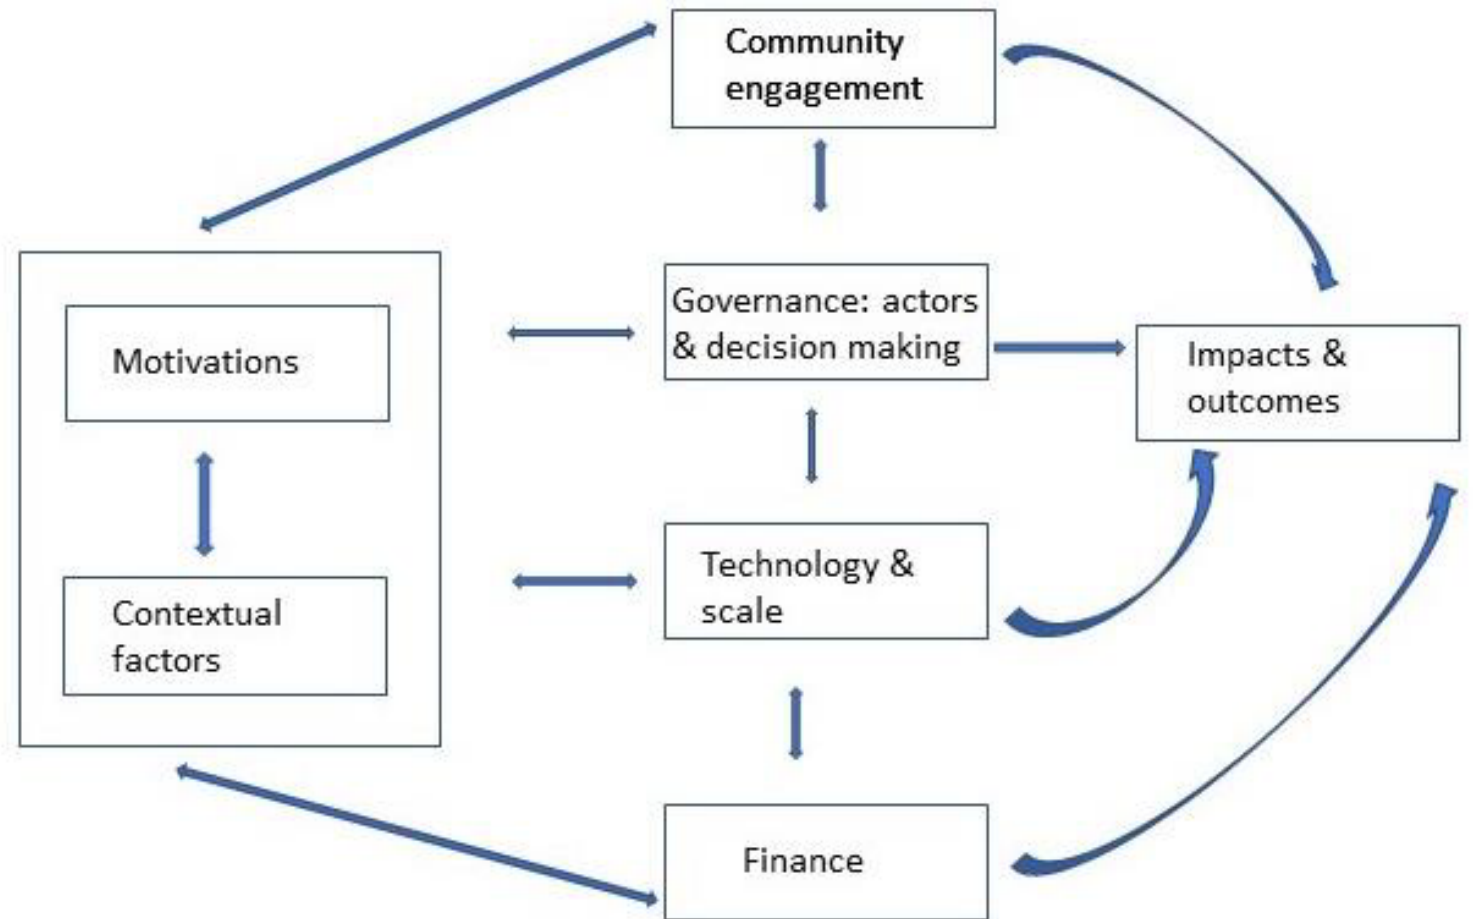 Community
engagement
Governance: actors
& decision making
Motivations
Impacts &
outcomes
Technology &
scale
Contextual
factors
Finance